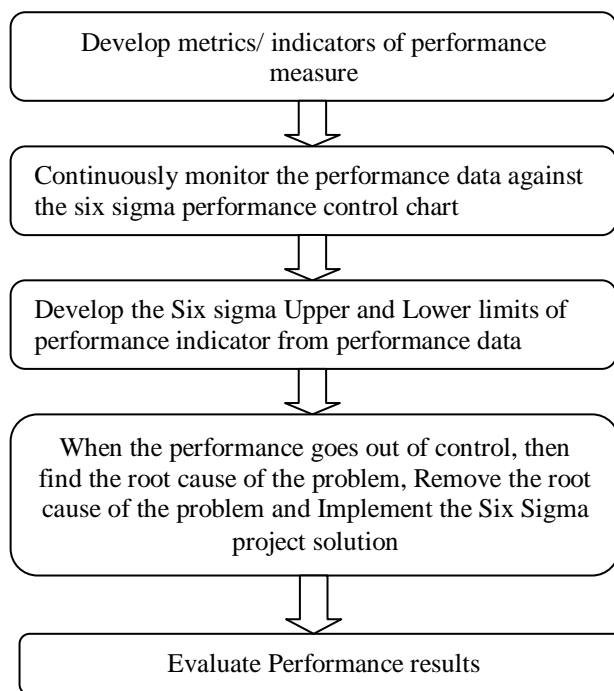 Develop metrics/ indicators of performance
measure
Continuously monitor the performance data against
the six sigma performance control chart
Develop the Six sigma Upper and Lower limits of
performance indicator from performance data
When the performance goes out of control, then
find the root cause of the problem, Remove the root
cause of the problem and Implement the Six Sigma
project solution
Evaluate Performance results